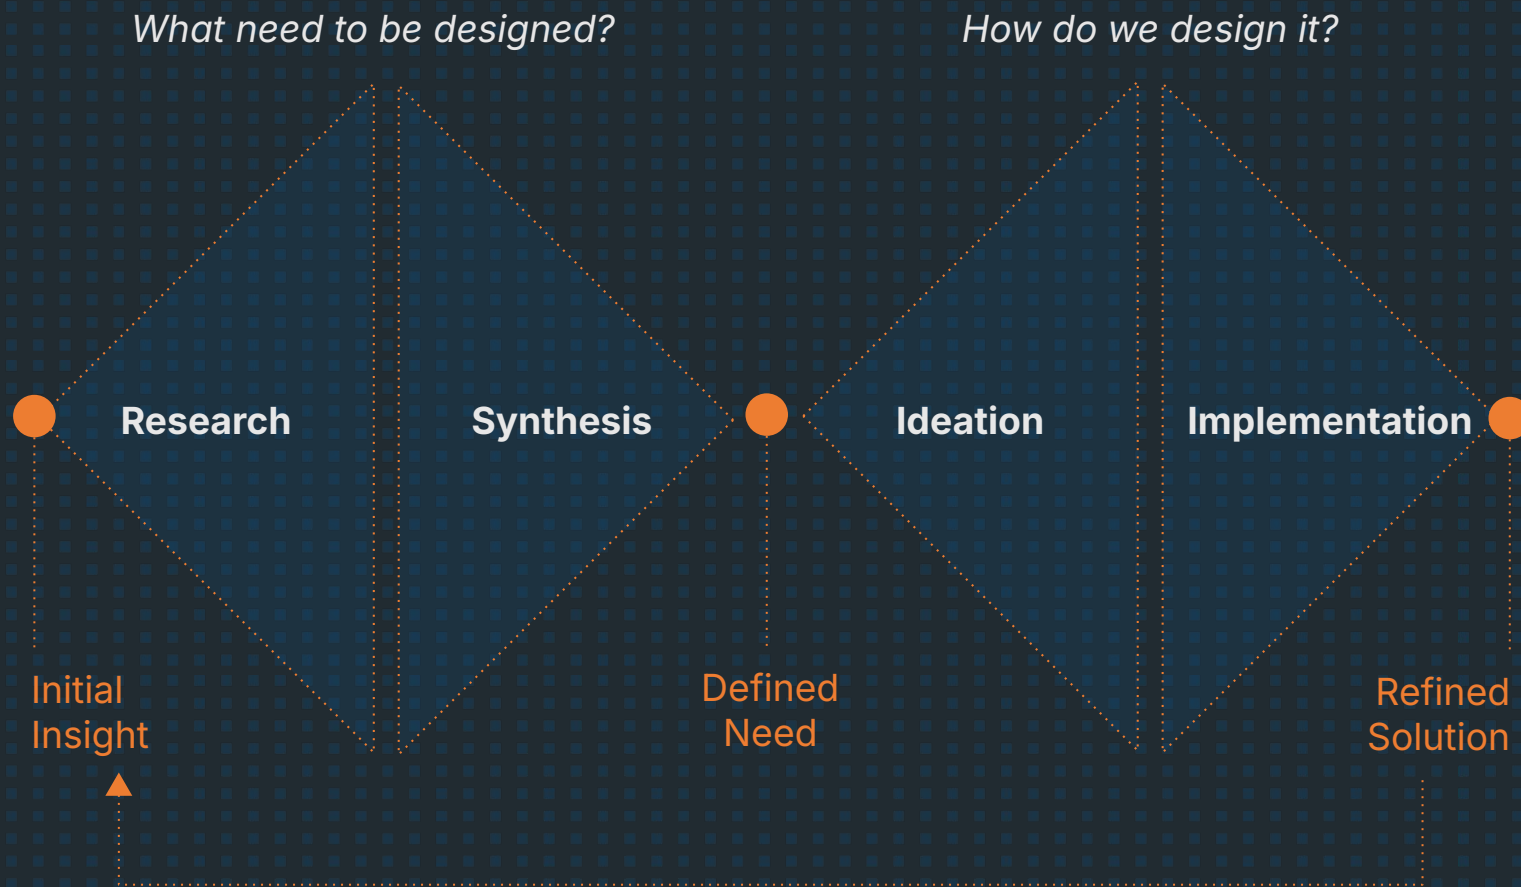 What need to be designed?
How do we design it?
Research
Synthesis
Ideation
Implementation
Initial
Insight
Defined
Need
Refined
Solution